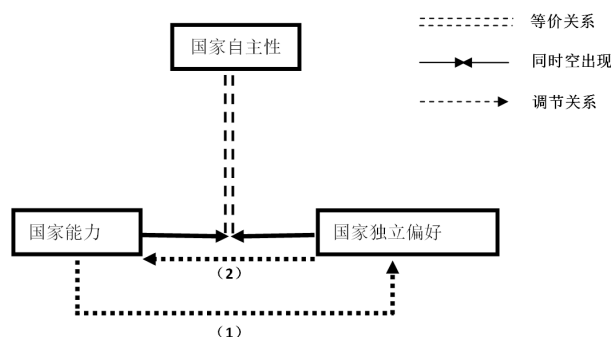 国家自主性
等价关系
同时空出现
调节关系
国家能力
国家独立偏好
（2）
（1）